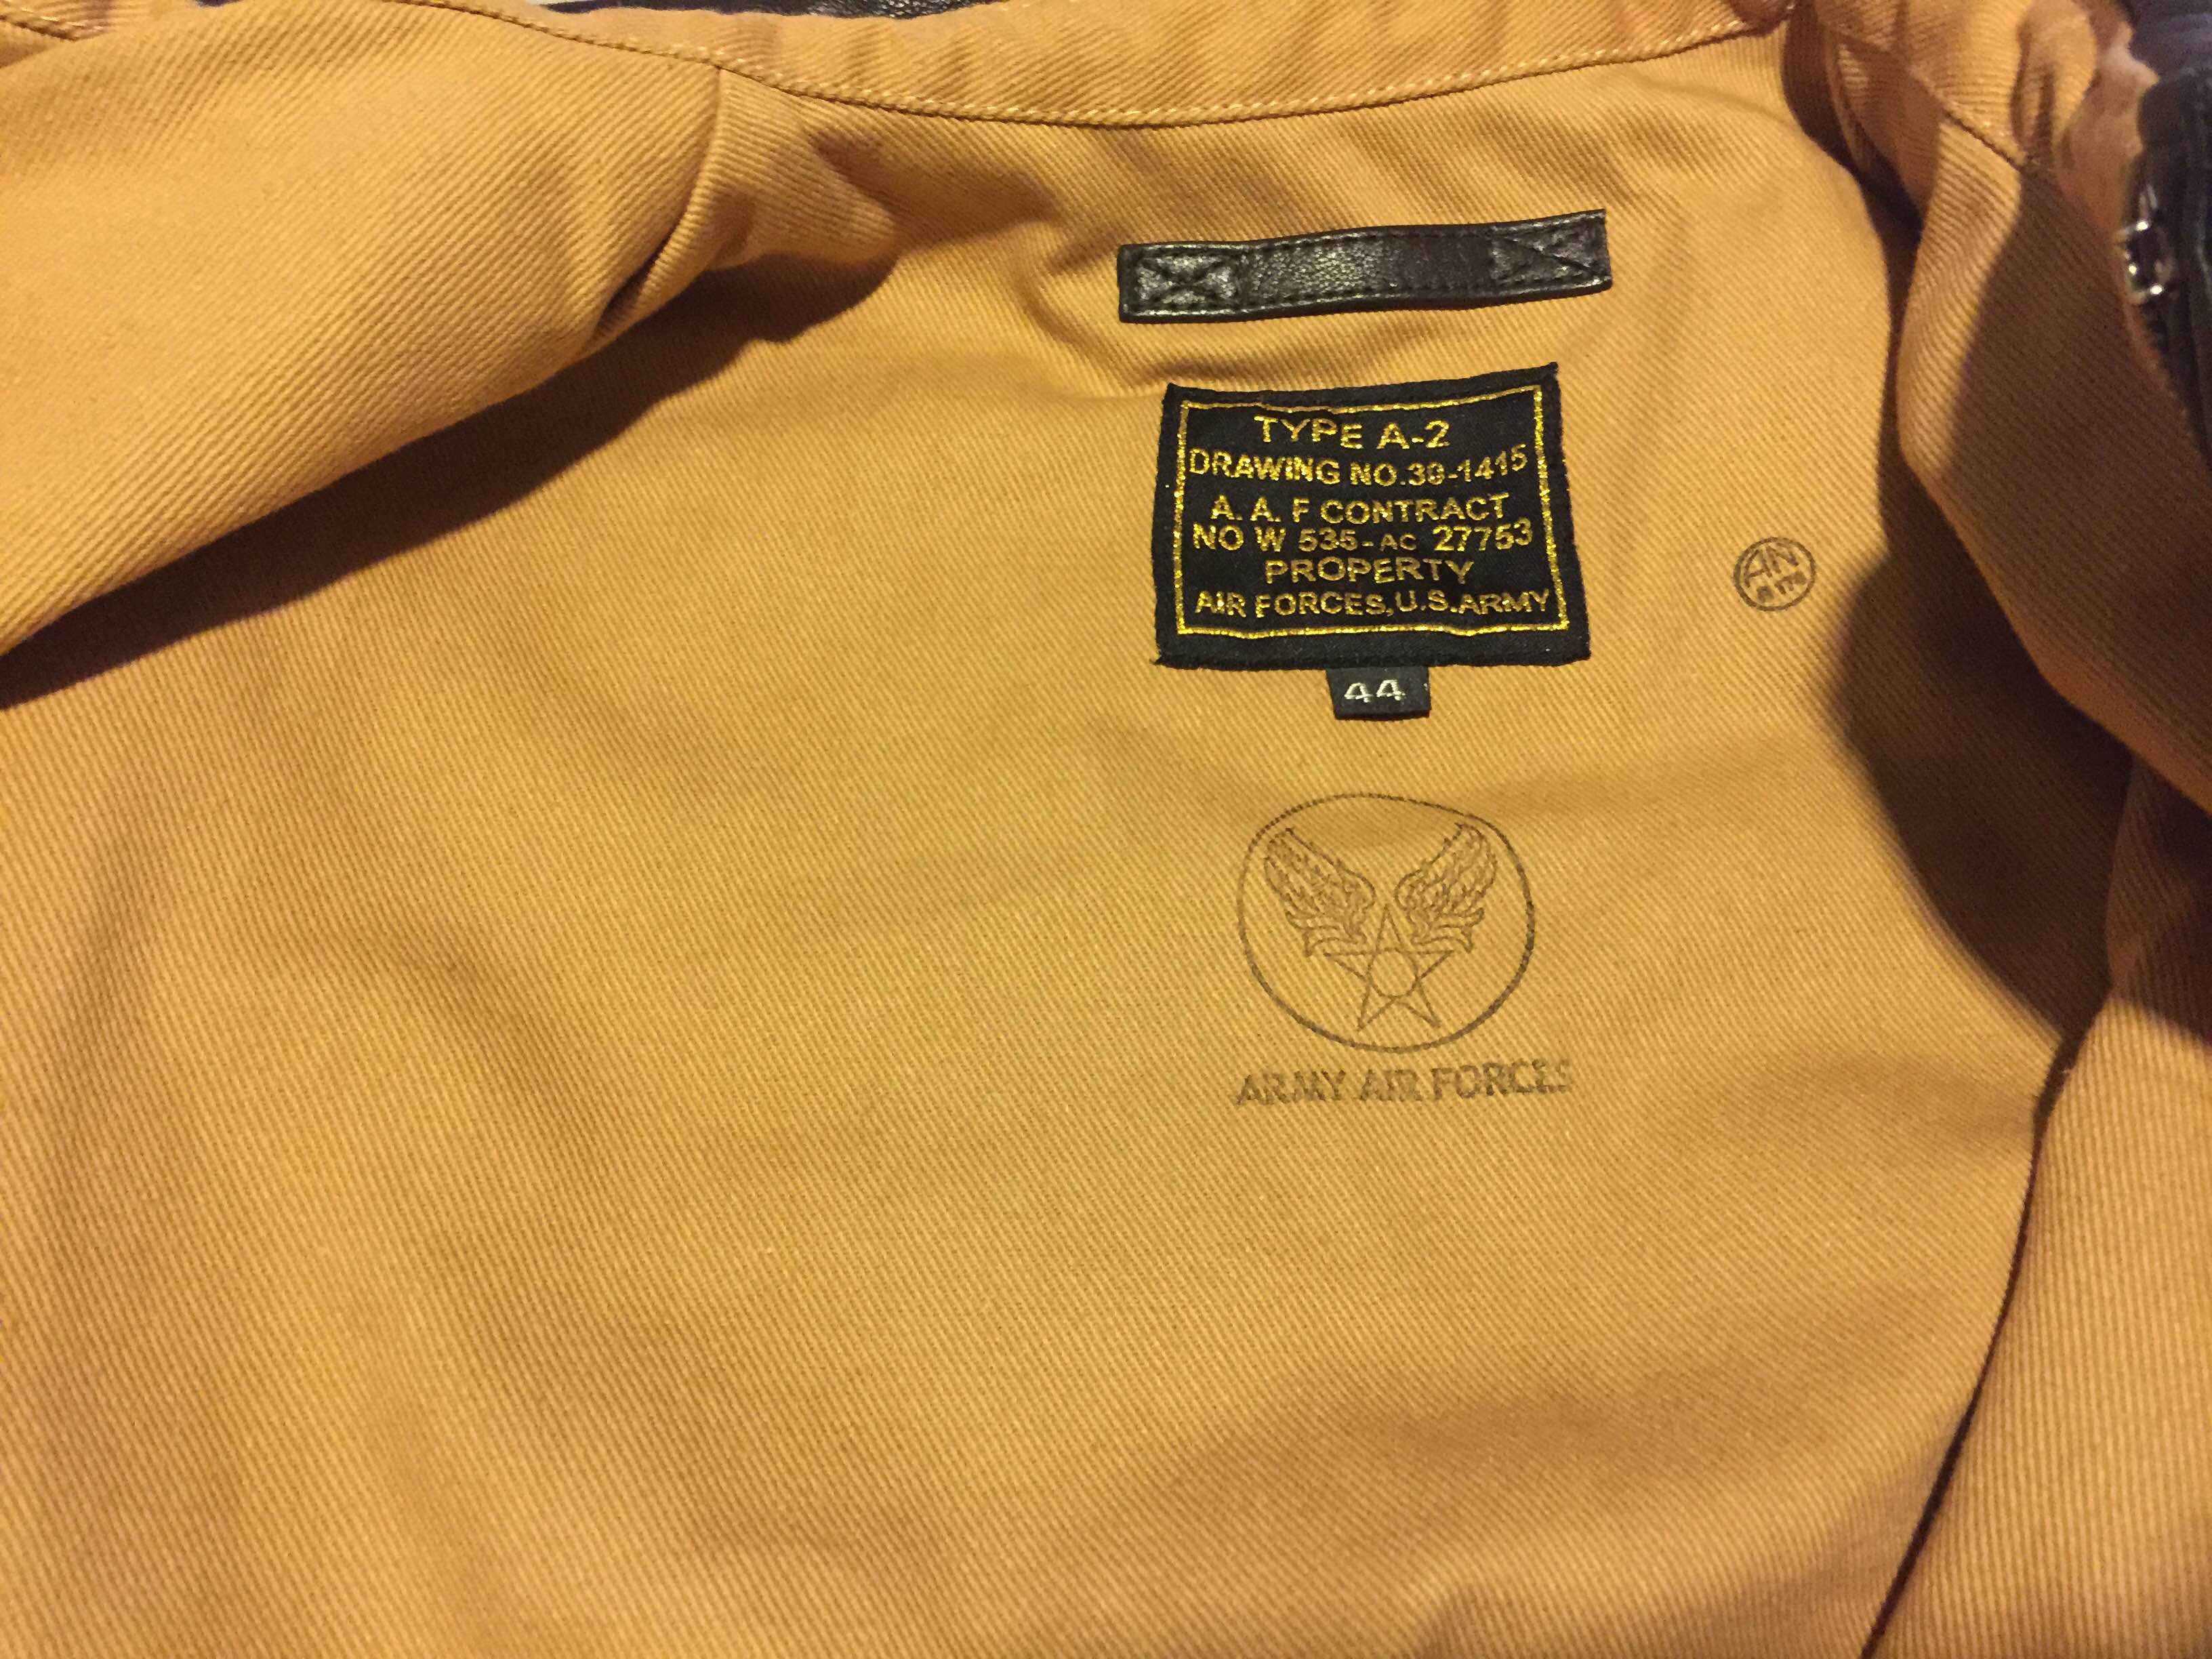 TYPE A-2
DRAWING NO.30-1415
A. A. F CONTRACT
NO W 535-AC 27753
PROPERTY
AIR FORCES,U.S.ARMY
44
AN
ARMY AIR FORCES